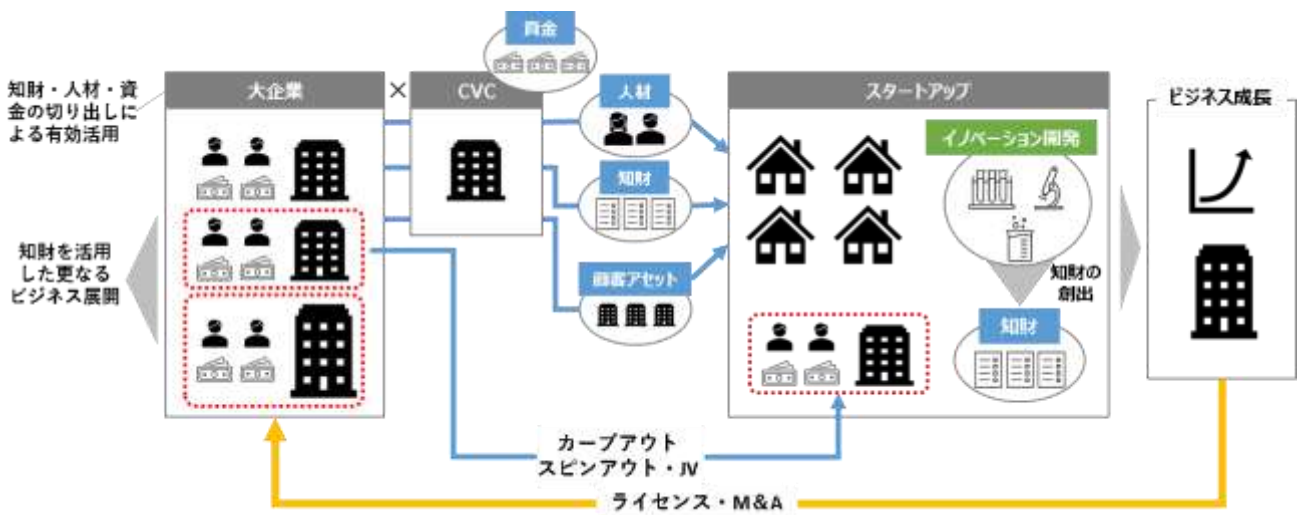 資金
知財・人材・資
金の切り出しに
よる有効活用
大企業
×
CVC
人材
スタートアップ
ビジネス成長
イノベーション開発
知財
知財を活用
した更なる
ビジネス展開
顧客アセット
知財の
創出
知財
カーブアウト
スピンアウト・JV
ライセンス・M&A